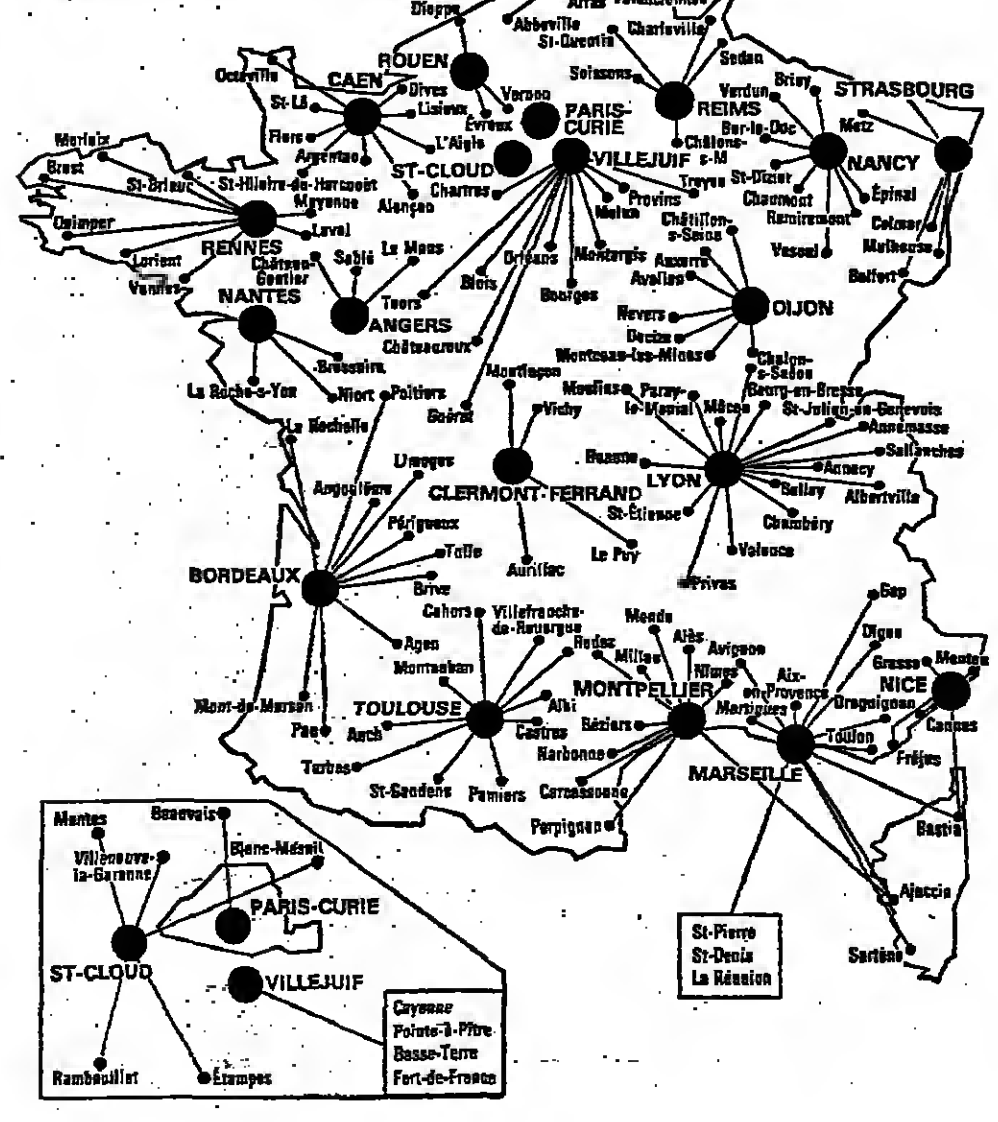 Dieppe
Abbeville
St-Quentin
Charleville
Sedan
ROUEN
Octeville
CAEN
Soissons
Briey
Verdun
STRASBOURG
Dives
Vernon
St-Lô
Lisieux
PARIS-
CURIE
REIMS
Metz
Évreux
Bar-le-Duc
Flers
Morlaix
L'Aigle
Châlons-
s-M
Argentan
VILLEJUIF
NANCY
Brest
ST-CLOUD
St-Brieuc
St-Hilaire-du-Harcouët
Chartres
Troyes
St-Dizier
Provins
Chaumont
Épinal
Mayenne
Alençon
Melun
Remiremont
Quimper
Châtillon-
s-Seine
Colmar
Laval
RENNES
Le Mans
Orléans
Montargis
Auxerre
Vesoul
Mulhouse
Lorient
Château-
Gontier
Sablé
Belfort
Avallon
Vannes
Blois
Bourges
NANTES
Tours
Nevers
DIJON
ANGERS
Decize
Châteauroux
Montceau-les-Mines
Chalon-
s-Saône
Bressuire
Montluçon
La Roche-s-Yon
Niort
Poitiers
Moulins
Paray-
le-Monial
Bourg-en-Bresse
Guéret
Vichy
Mâcon
St-Julien-en-Genevois
La Rochelle
Annemasse
Sallanches
Limoges
Roanne
Annecy
Angoulême
LYON
Belley
Albertville
CLERMONT-FERRAND
St-Étienne
Chambéry
Périgueux
Le Puy
Valence
Tulle
Aurillac
BORDEAUX
Brive
Privas
Gap
Cahors
Villefranche-
de-Rouergue
Mende
Agen
Rodez
Alès
Digne
Montauban
Millau
Avignon
Grasse
Menton
Nîmes
Aix-
en-Provence
NICE
MONTPELLIER
Mont-de-Marsan
TOULOUSE
Albi
Martigues
Draguignan
Pau
Auch
Castres
Béziers
Cannes
Toulon
Tarbes
Narbonne
Fréjus
MARSEILLE
St-Gaudens
Pamiers
Carcassonne
Perpignan
Bastia
Ajaccio
Sartène
St-Pierre
St-Denis
La Réunion
Mantes
Beauvais
Villeneuve-
la-Garenne
Blanc-Mesnil
PARIS-CURIE
ST-CLOUD
VILLEJUIF
Rambouillet
Étampes
Cayenne
Pointe-à-Pitre
Basse-Terre
Fort-de-France